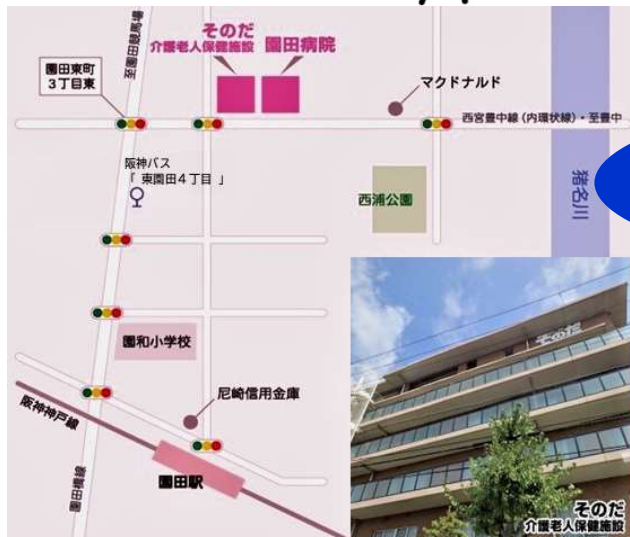 至園田競馬場
そのだ
介護老人保健施設
園田病院
園田東町
3丁目東
マクドナルド
西宮豊中線(内環状線)・至豊中
阪神バス
「 東園田4丁目 」
西浦公園
猪名川
園和小学校
尼崎信用金庫
阪神神戸線
園田駅
園田橋線
そのだ
そのだ
介護老人保健施設